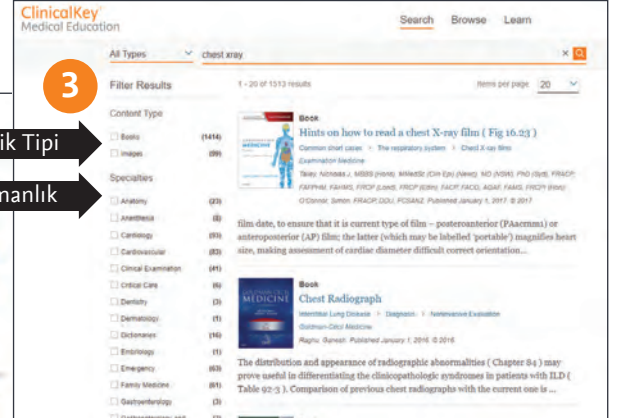 ClinicalKey®
Medical Education
Search Browse Learn
All Types chest xray ×
3
Filter Results
1 - 20 of 1513 results
Items per page 20
Content Type
ik Tipi
Books (1414)
Images (99)
Specialties
manlık
Anatomy (23)
Anesthesia (8)
Cardiology (93)
Cardiovascular (83)
Clinical Examination (41)
Critical Care (6)
Dentistry (3)
Dermatology (1)
Dictionaries (16)
Embryology (1)
Emergency (63)
Family Medicine (61)
Gastroenterology (3)
Book
Hints on how to read a chest X-ray film ( Fig 16.23 )
Common short cases > The respiratory system > Chest X-ray films
Examination Medicine
O'Connor, Simon, FRACP, DDU, FCSANZ. Published January 1, 2017. © 2017
film date, to ensure that it is current type of film – posteroanterior (PAacrnm1) or
anteroposterior (AP) film; the latter (which may be labelled 'portable') magnifies heart
size, making assessment of cardiac diameter difficult correct orientation...
MEDICINE
Book
Chest Radiograph
Interstitial Lung Disease > Diagnosis > Noninvasive Evaluation
Goldman-Cecil Medicine
Raghu, Ganesh. Published January 1, 2016. © 2016
The distribution and appearance of radiographic abnormalities ( Chapter 84 ) may
prove useful in differentiating the clinicopathologic syndromes in patients with ILD (
Table 92-3 ). Comparison of previous chest radiographs with the current one is ...